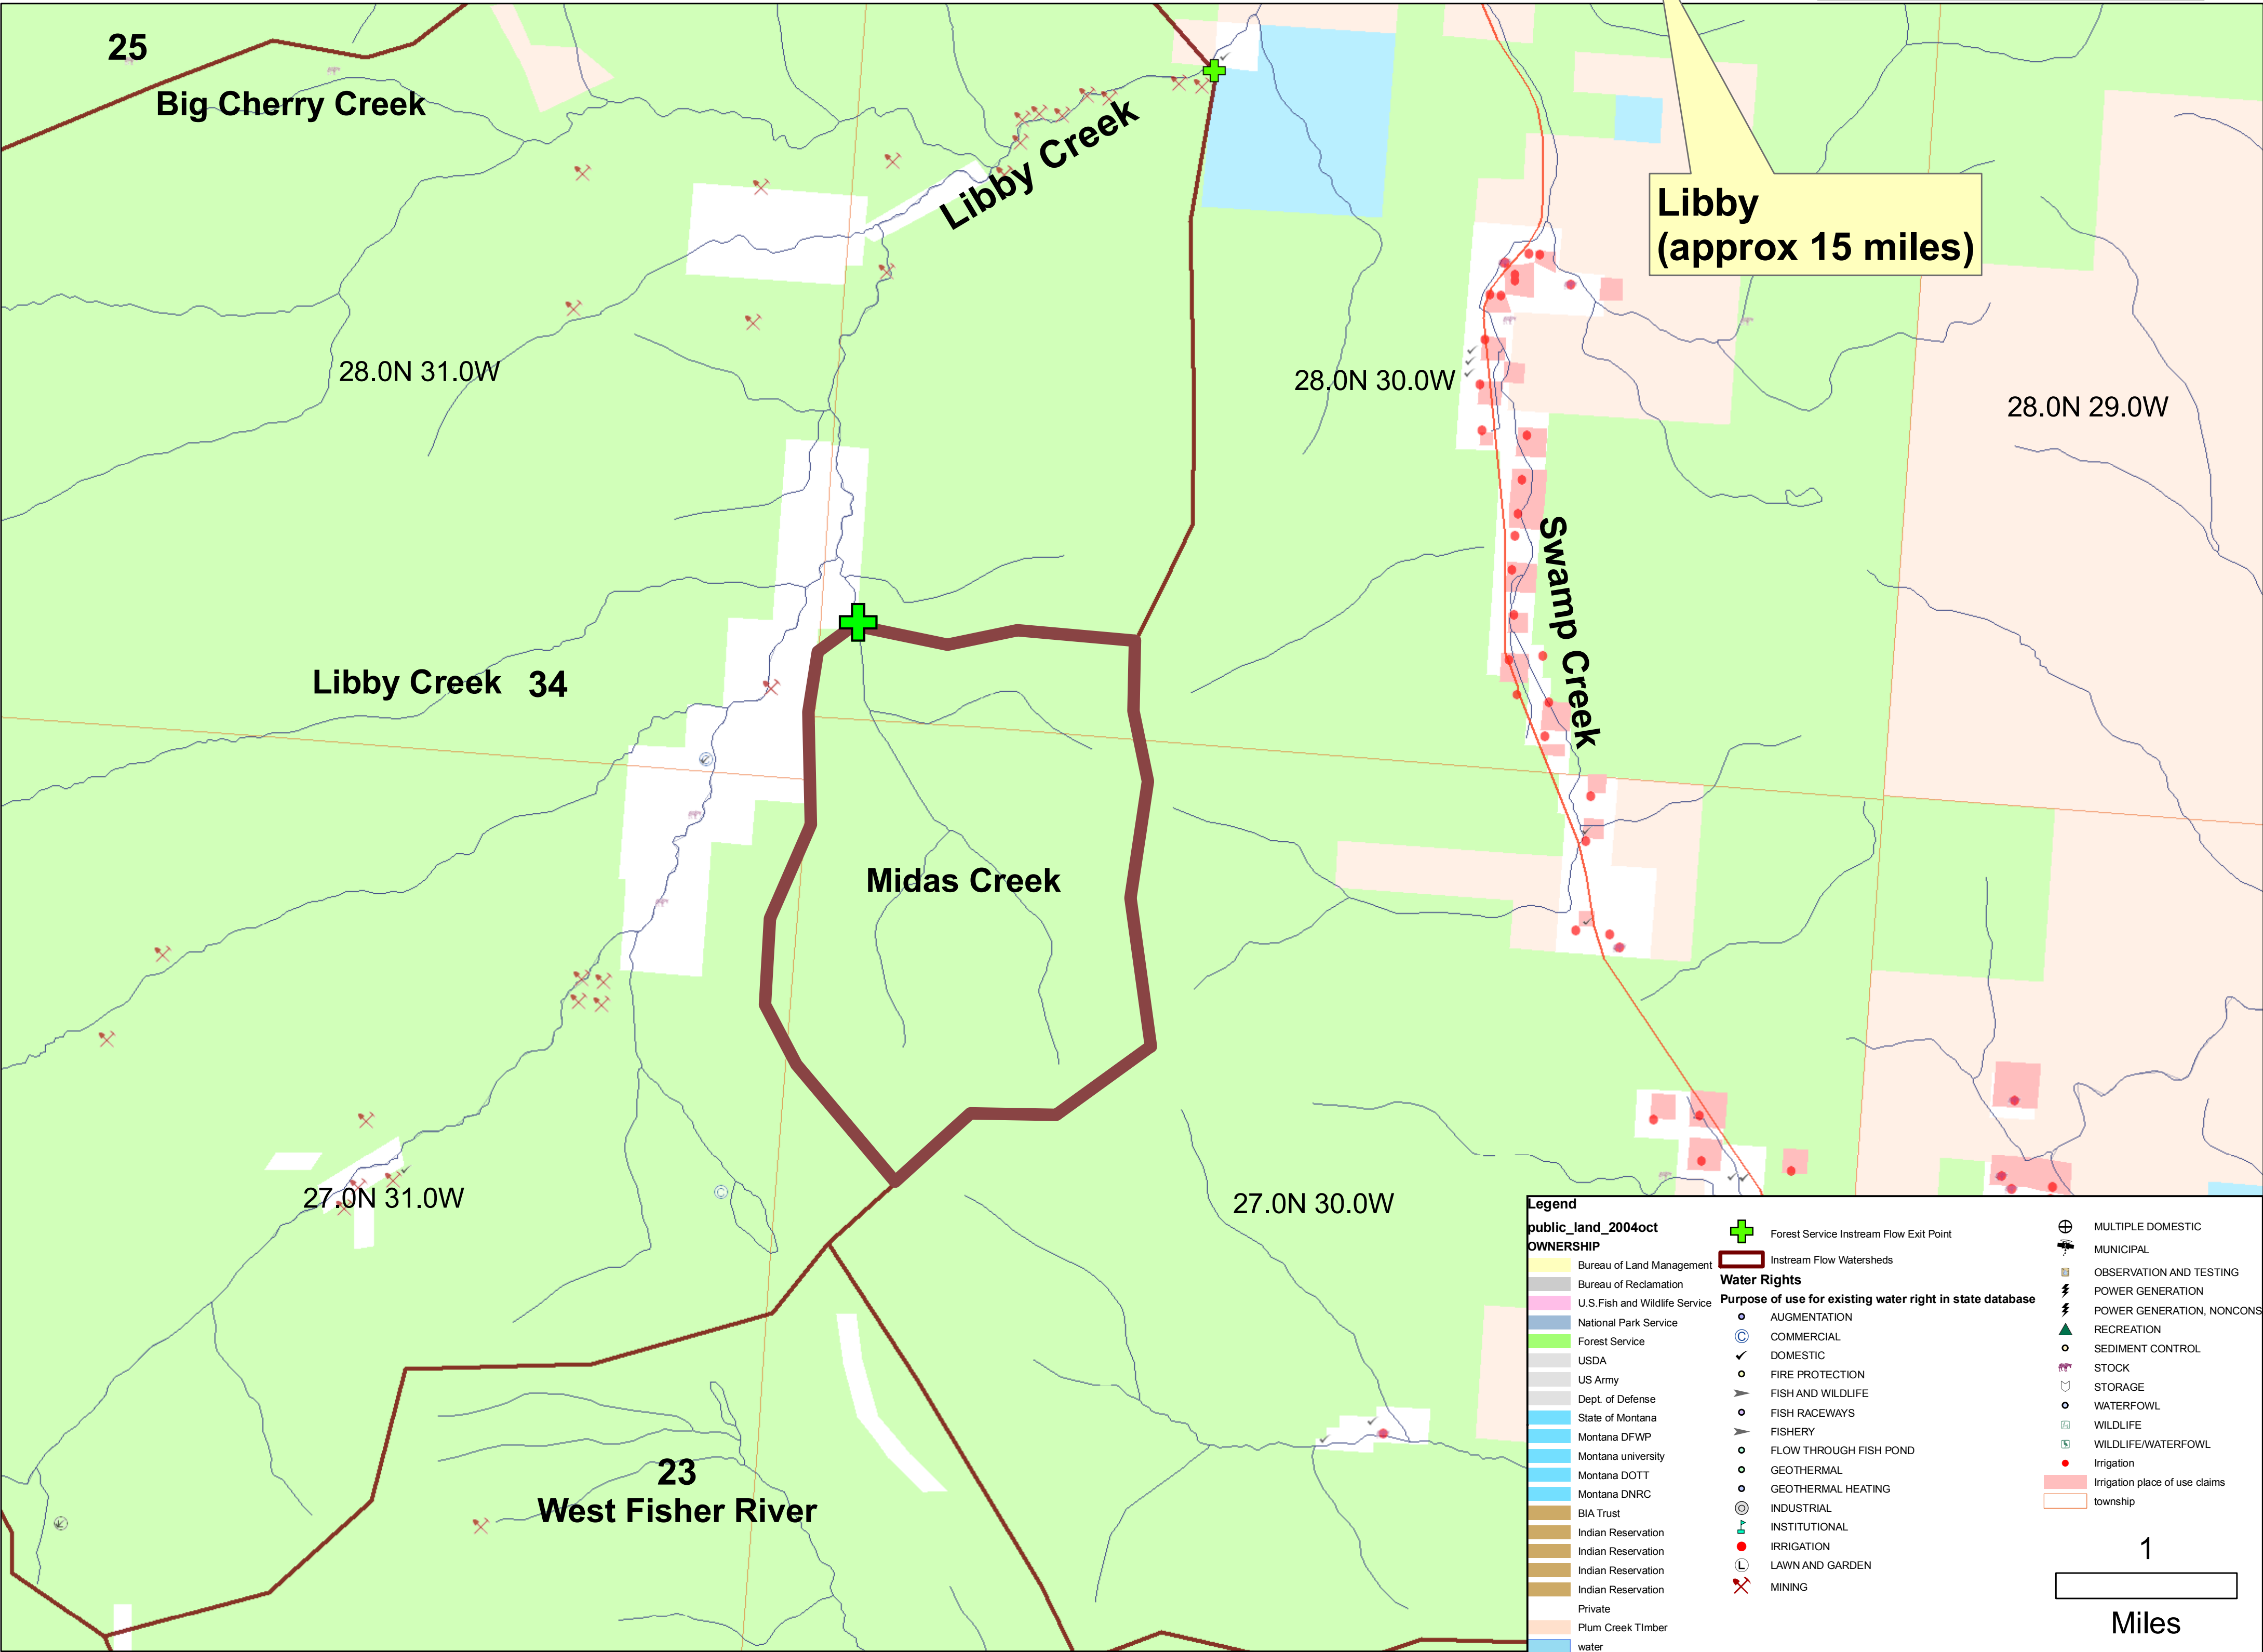 25
Big Cherry Creek
Libby Creek
Libby
(approx 15 miles)
28.0N 31.0W
28.0N 30.0W
28.0N 29.0W
Swamp Creek
Libby Creek 34
Midas Creek
27.0N 31.0W
27.0N 30.0W
23
West Fisher River
Legend
public_land_2004oct
OWNERSHIP
Bureau of Land Management
Bureau of Reclamation
U.S.Fish and Wildlife Service
National Park Service
Forest Service
USDA
US Army
Dept. of Defense
State of Montana
Montana DFWP
Montana university
Montana DOTT
Montana DNRC
BIA Trust
Indian Reservation
Indian Reservation
Indian Reservation
Indian Reservation
Private
Plum Creek TImber
water
Forest Service Instream Flow Exit Point
Instream Flow Watersheds
Water Rights
Purpose of use for existing water right in state database
AUGMENTATION
COMMERCIAL
DOMESTIC
FIRE PROTECTION
FISH AND WILDLIFE
FISH RACEWAYS
FISHERY
FLOW THROUGH FISH POND
GEOTHERMAL
GEOTHERMAL HEATING
INDUSTRIAL
INSTITUTIONAL
IRRIGATION
LAWN AND GARDEN
MINING
MULTIPLE DOMESTIC
MUNICIPAL
OBSERVATION AND TESTING
POWER GENERATION
POWER GENERATION, NONCONS
RECREATION
SEDIMENT CONTROL
STOCK
STORAGE
WATERFOWL
WILDLIFE
WILDLIFE/WATERFOWL
Irrigation
Irrigation place of use claims
township
1
Miles